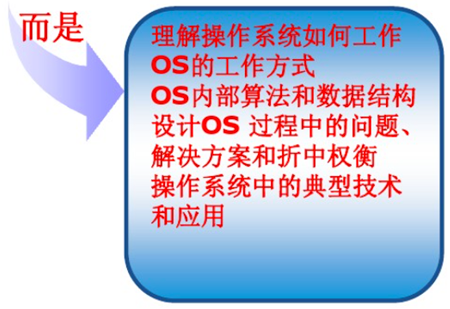 而是
理解操作系统如何工作
OS的工作方式
OS内部算法和数据结构
设计OS 过程中的问题、
解决方案和折中权衡
操作系统中的典型技术
和应用